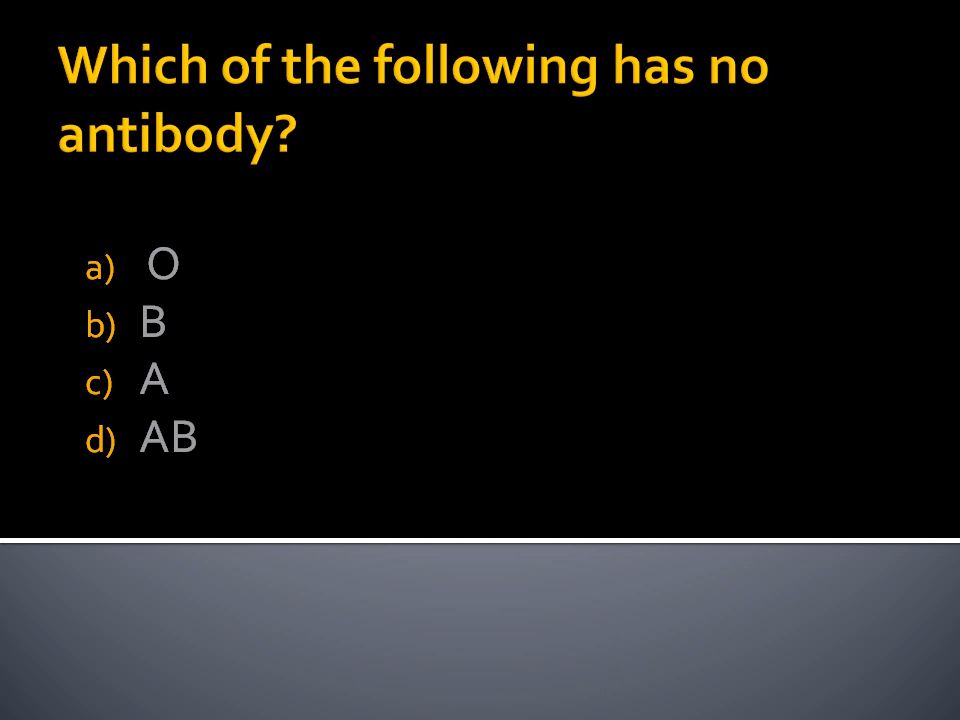 Which of the following has no
antibody?
a) O
b) B
c) A
d) AB